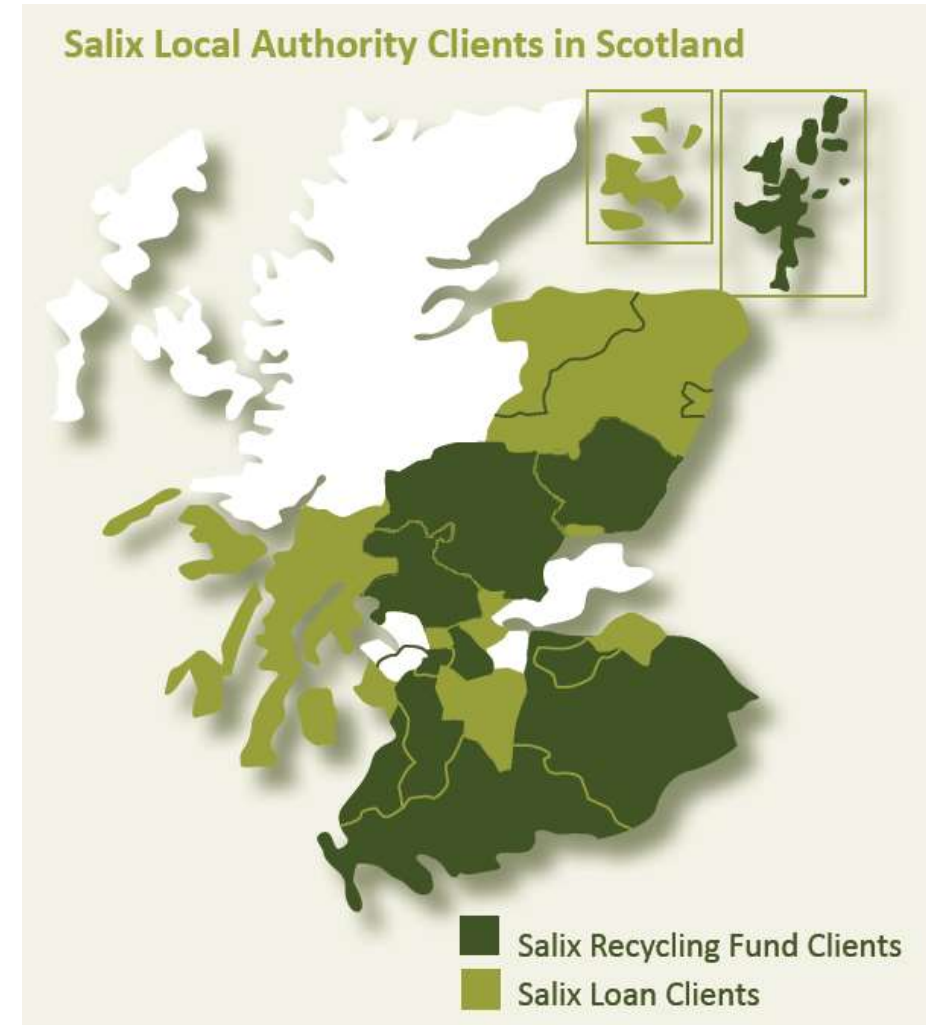 Salix Local Authority Clients in Scotland
Salix Recycling Fund Clients
Salix Loan Clients